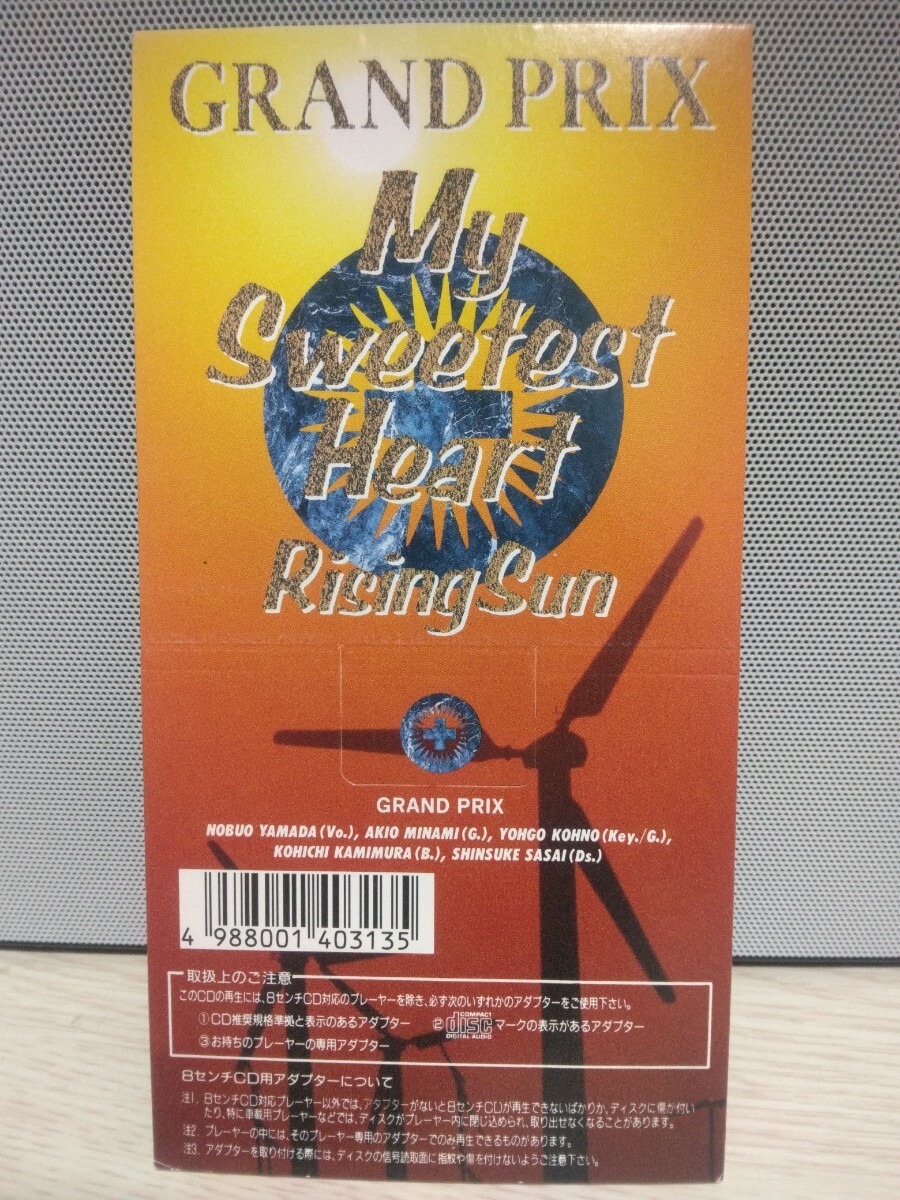 GRAND PRIX
My
Sweetest
Heart
Rising Sun
GRAND PRIX
NOBUO YAMADA (Vo.), AKIO MINAMI (G.), YOHGO KOHNO (Key./G.),
KOHICHI KAMIMURA (B.), SHINSUKE SASAI (Ds.)
4 988001 403135
取扱上のご注意
このCDの再生には、8センチCD対応のプレーヤーを除き、必ず次のいずれかのアダプターをご使用下さい。
①CD推奨規格準拠と表示のあるアダプター ②COMPACT disc DIGITAL AUDIO マークの表示があるアダプター
③お持ちのプレーヤーの専用アダプター
8センチCD用アダプターについて
注1. 8センチCD対応プレーヤー以外では、アダプターがないと8センチCDが再生できないばかりか、ディスクに傷が付い
たり、特に車載用プレーヤーなどでは、ディスクがプレーヤー内に閉じ込められ、取り出せなくなることがあります。
注2. プレーヤーの中には、そのプレーヤー専用のアダプターでのみ再生できるものがあります。
注3. アダプターを取り付ける際には、ディスクの信号読取面に指紋や傷を付けないようご注意下さい。